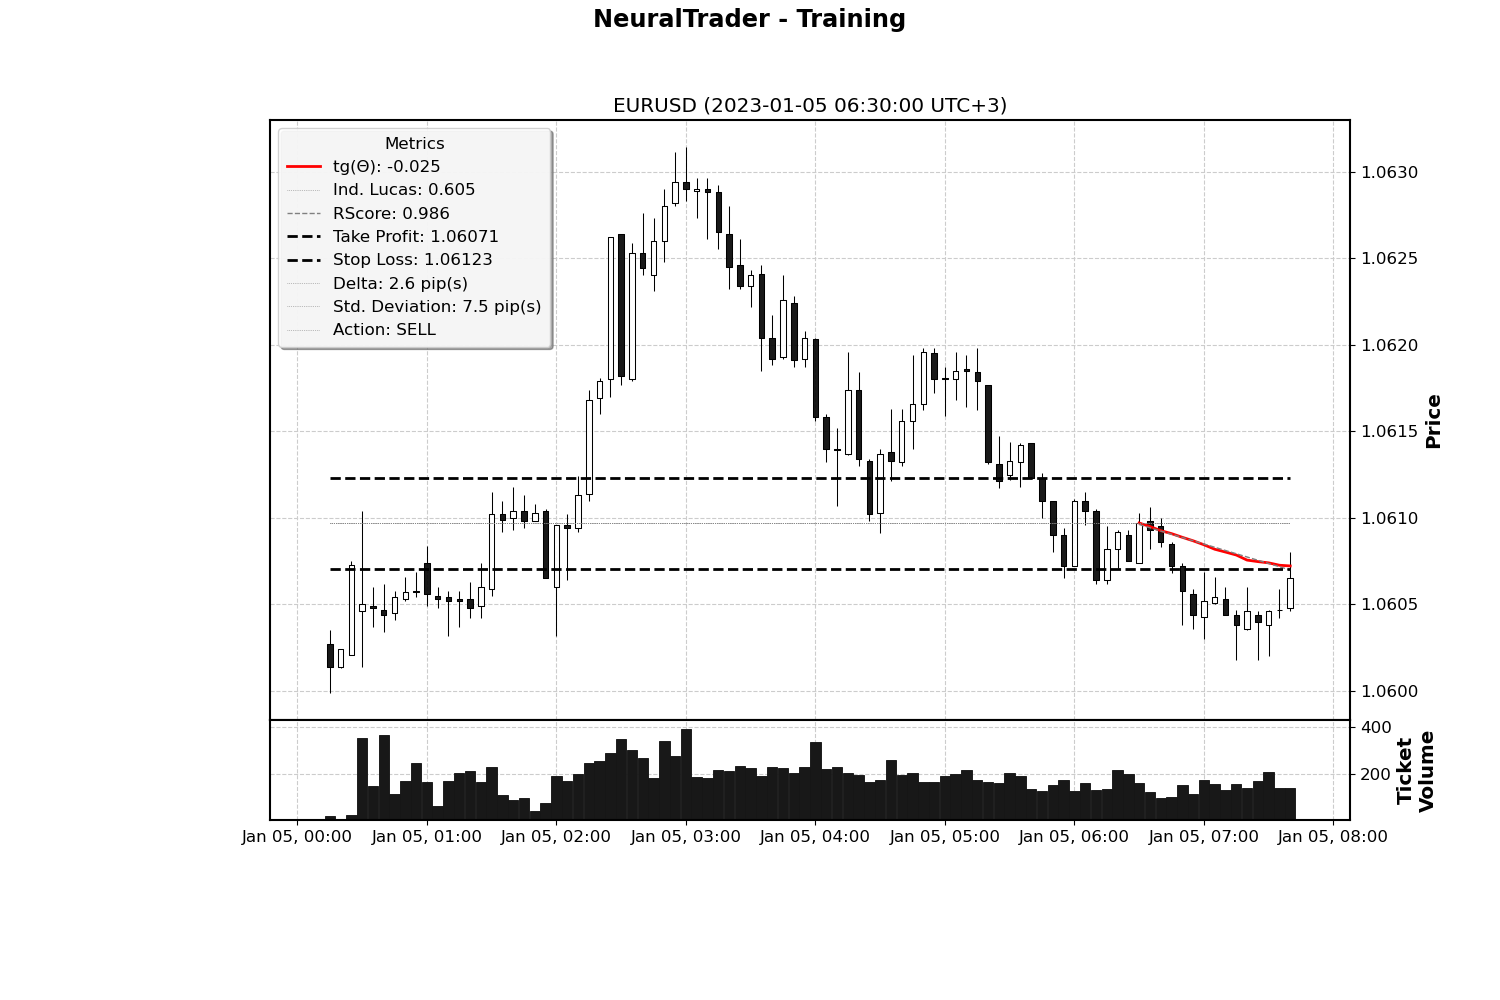 NeuralTrader - Training
EURUSD (2023-01-05 06:30:00 UTC+3)
Metrics
tg(Θ): -0.025
Ind. Lucas: 0.605
RScore: 0.986
Take Profit: 1.06071
Stop Loss: 1.06123
Delta: 2.6 pip(s)
Std. Deviation: 7.5 pip(s)
Action: SELL
1.0630
1.0625
1.0620
1.0615
1.0610
1.0605
1.0600
Price
400
200
Ticket
Volume
Jan 05, 00:00
Jan 05, 01:00
Jan 05, 02:00
Jan 05, 03:00
Jan 05, 04:00
Jan 05, 05:00
Jan 05, 06:00
Jan 05, 07:00
Jan 05, 08:00